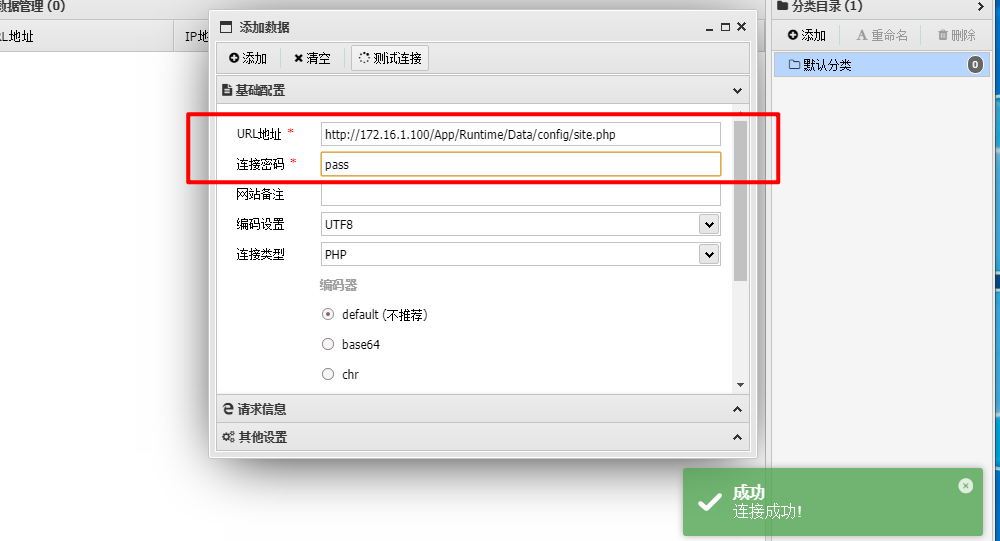 数据管理 (0)
分类目录 (1)
添加数据
RL地址
IP地
添加
重命名
删除
添加
清空
测试连接
默认分类
0
基础配置
URL地址 *
http://172.16.1.100/App/Runtime/Data/config/site.php
连接密码 *
pass
网站备注
编码设置
UTF8
连接类型
PHP
编码器
default (不推荐)
base64
chr
请求信息
其他设置
成功
连接成功!